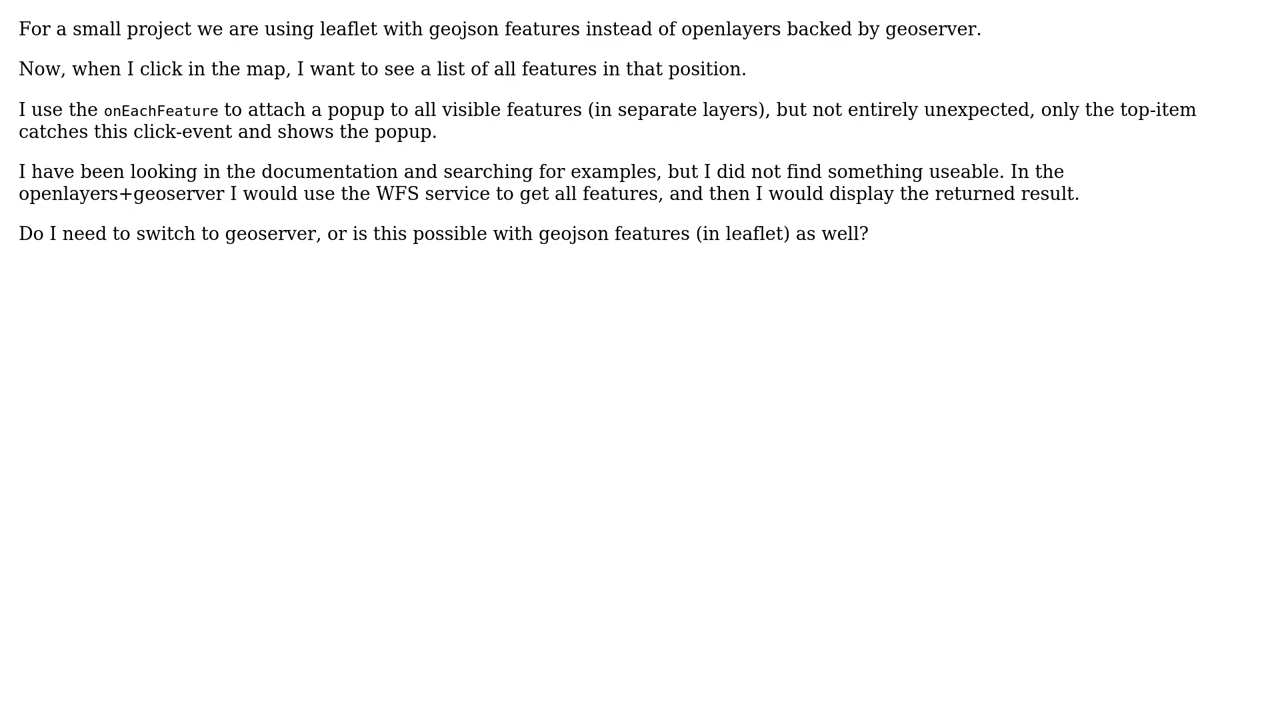 For a small project we are using leaflet with geojson features instead of openlayers backed by geoserver.
Now, when I click in the map, I want to see a list of all features in that position.
I use the onEachFeature to attach a popup to all visible features (in separate layers), but not entirely unexpected, only the top-item
catches this click-event and shows the popup.
I have been looking in the documentation and searching for examples, but I did not find something useable. In the
openlayers+geoserver I would use the WFS service to get all features, and then I would display the returned result.
Do I need to switch to geoserver, or is this possible with geojson features (in leaflet) as well?